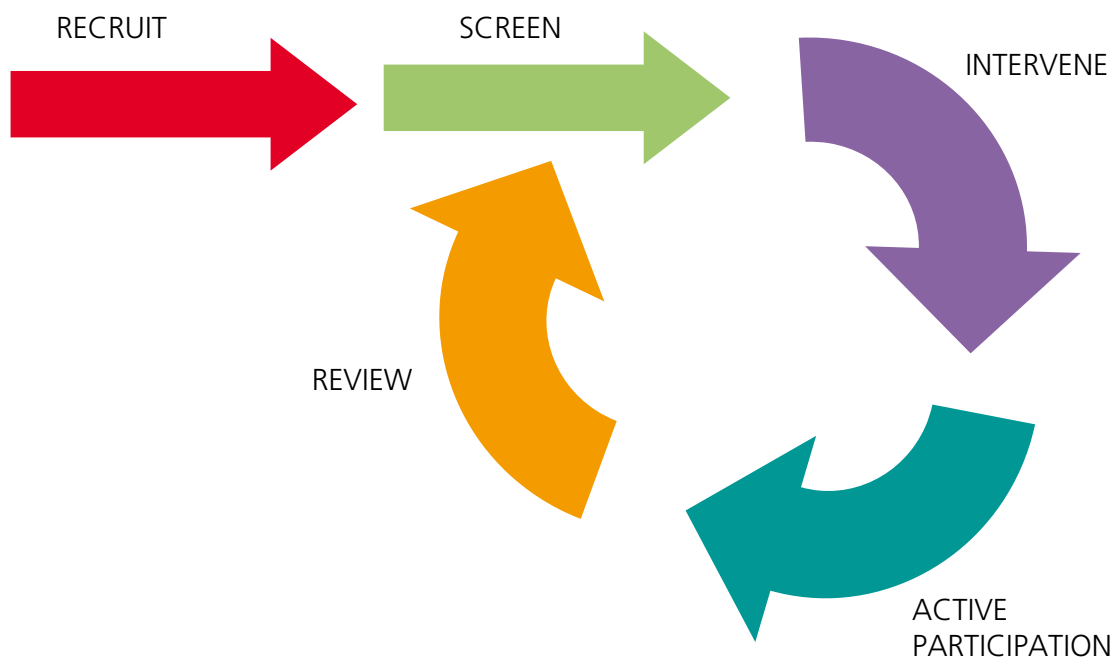 RECRUIT
SCREEN
INTERVENE
REVIEW
ACTIVE
PARTICIPATION